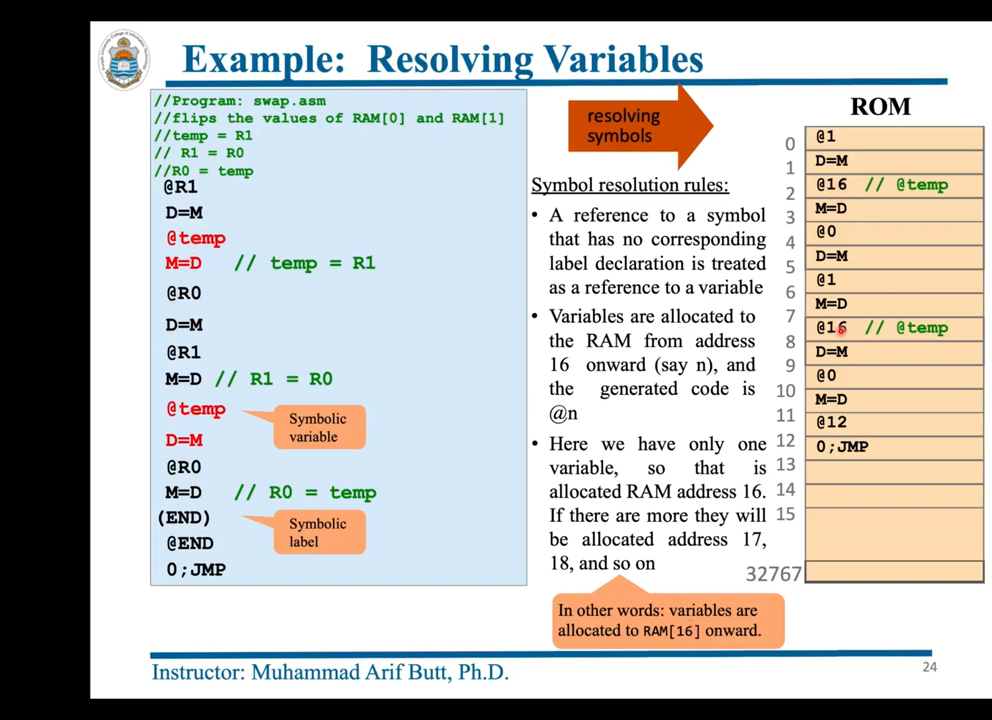 Example: Resolving Variables
//Program: swap.asm
//flips the values of RAM[0] and RAM[1]
//temp = R1
// R1 = R0
//R0 = temp
@R1
D=M
@temp
M=D // temp = R1
@R0
D=M
@R1
M=D // R1 = R0
@temp
D=M
@R0
M=D // R0 = temp
(END)
@END
0;JMP
Symbolic
variable
Symbolic
label
resolving
symbols
Symbol resolution rules:
• A reference to a symbol
that has no corresponding
label declaration is treated
as a reference to a variable
• Variables are allocated to
the RAM from address
16 onward (say n), and
the generated code is
@n
• Here we have only one
variable, so that is
allocated RAM address 16.
If there are more they will
be allocated address 17,
18, and so on
In other words: variables are
allocated to RAM[16] onward.
ROM
0 @1
1 D=M
2 @16 // @temp
3 M=D
4 @0
5 D=M
6 @1
7 M=D
8 @16 // @temp
9 D=M
10 @0
11 M=D
12 @12
13 0;JMP
14
15
32767
Instructor: Muhammad Arif Butt, Ph.D.
24